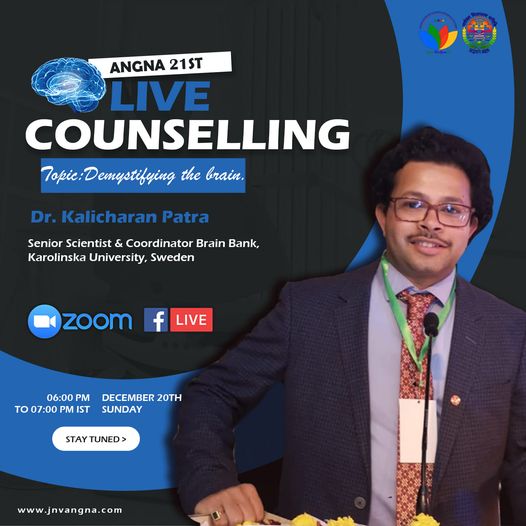 ANGNA 21ST
LIVE
COUNSELLING
Topic:Demystifying the brain.
Dr. Kalicharan Patra
Senior Scientist & Coordinator Brain Bank,
Karolinska University, Sweden
zoom
f LIVE
06:00 PM DECEMBER 20TH
TO 07:00 PM IST SUNDAY
STAY TUNED >
www.jnvangna.com